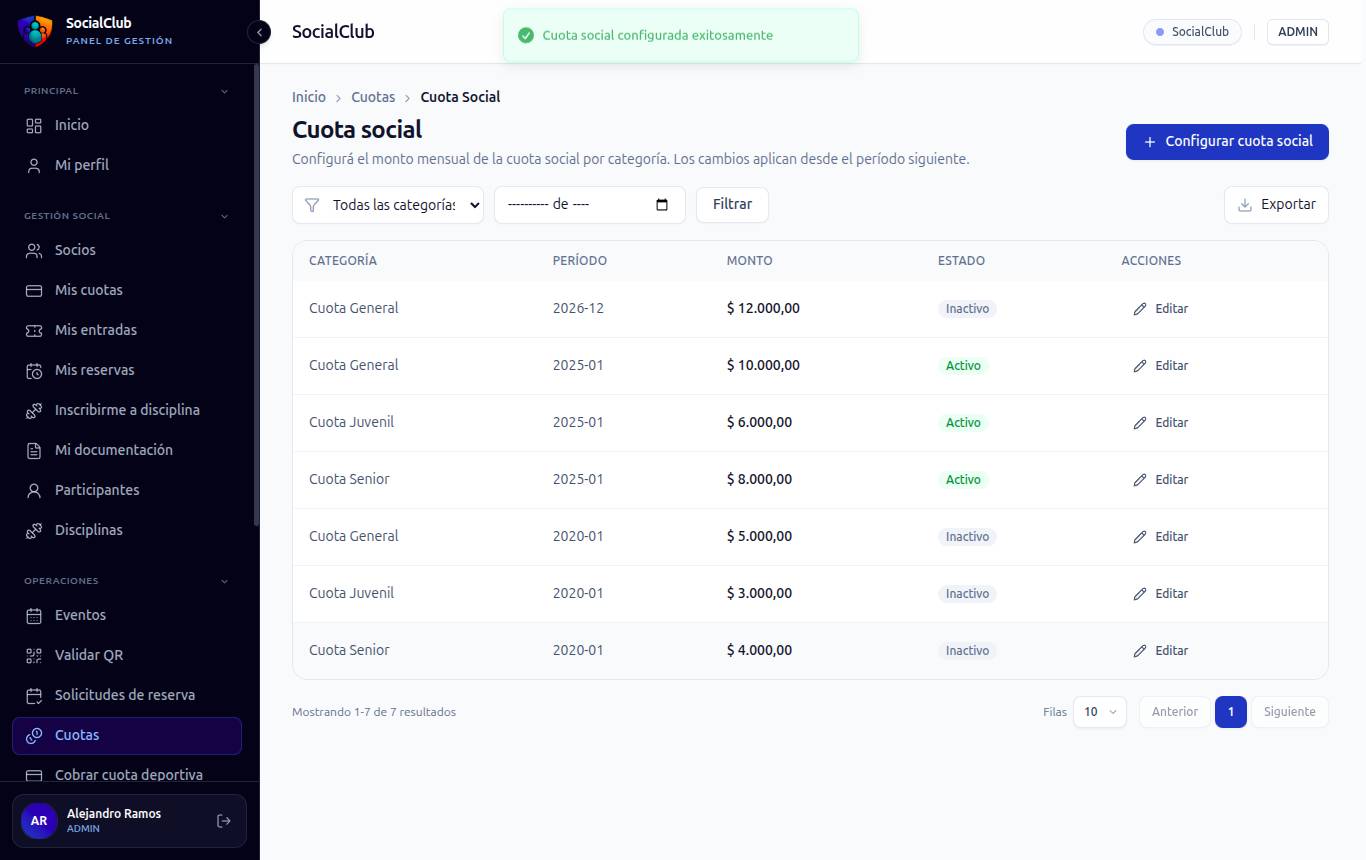 SocialClub
PANEL DE GESTIÓN
PRINCIPAL
Inicio
Mi perfil
GESTIÓN SOCIAL
Socios
Mis cuotas
Mis entradas
Mis reservas
Inscribirme a disciplina
Mi documentación
Participantes
Disciplinas
OPERACIONES
Eventos
Validar QR
Solicitudes de reserva
Cuotas
Cobrar cuota deportiva
AR
Alejandro Ramos
ADMIN
SocialClub
Cuota social configurada exitosamente
SocialClub
ADMIN
Inicio > Cuotas > Cuota Social
Cuota social
Configurá el monto mensual de la cuota social por categoría. Los cambios aplican desde el período siguiente.
+ Configurar cuota social
Todas las categorías
---------- de ----
Filtrar
Exportar
CATEGORÍA PERÍODO MONTO ESTADO ACCIONES
Cuota General 2026-12 $ 12.000,00 Inactivo Editar
Cuota General 2025-01 $ 10.000,00 Activo Editar
Cuota Juvenil 2025-01 $ 6.000,00 Activo Editar
Cuota Senior 2025-01 $ 8.000,00 Activo Editar
Cuota General 2020-01 $ 5.000,00 Inactivo Editar
Cuota Juvenil 2020-01 $ 3.000,00 Inactivo Editar
Cuota Senior 2020-01 $ 4.000,00 Inactivo Editar
Mostrando 1-7 de 7 resultados
Filas 10 Anterior 1 Siguiente